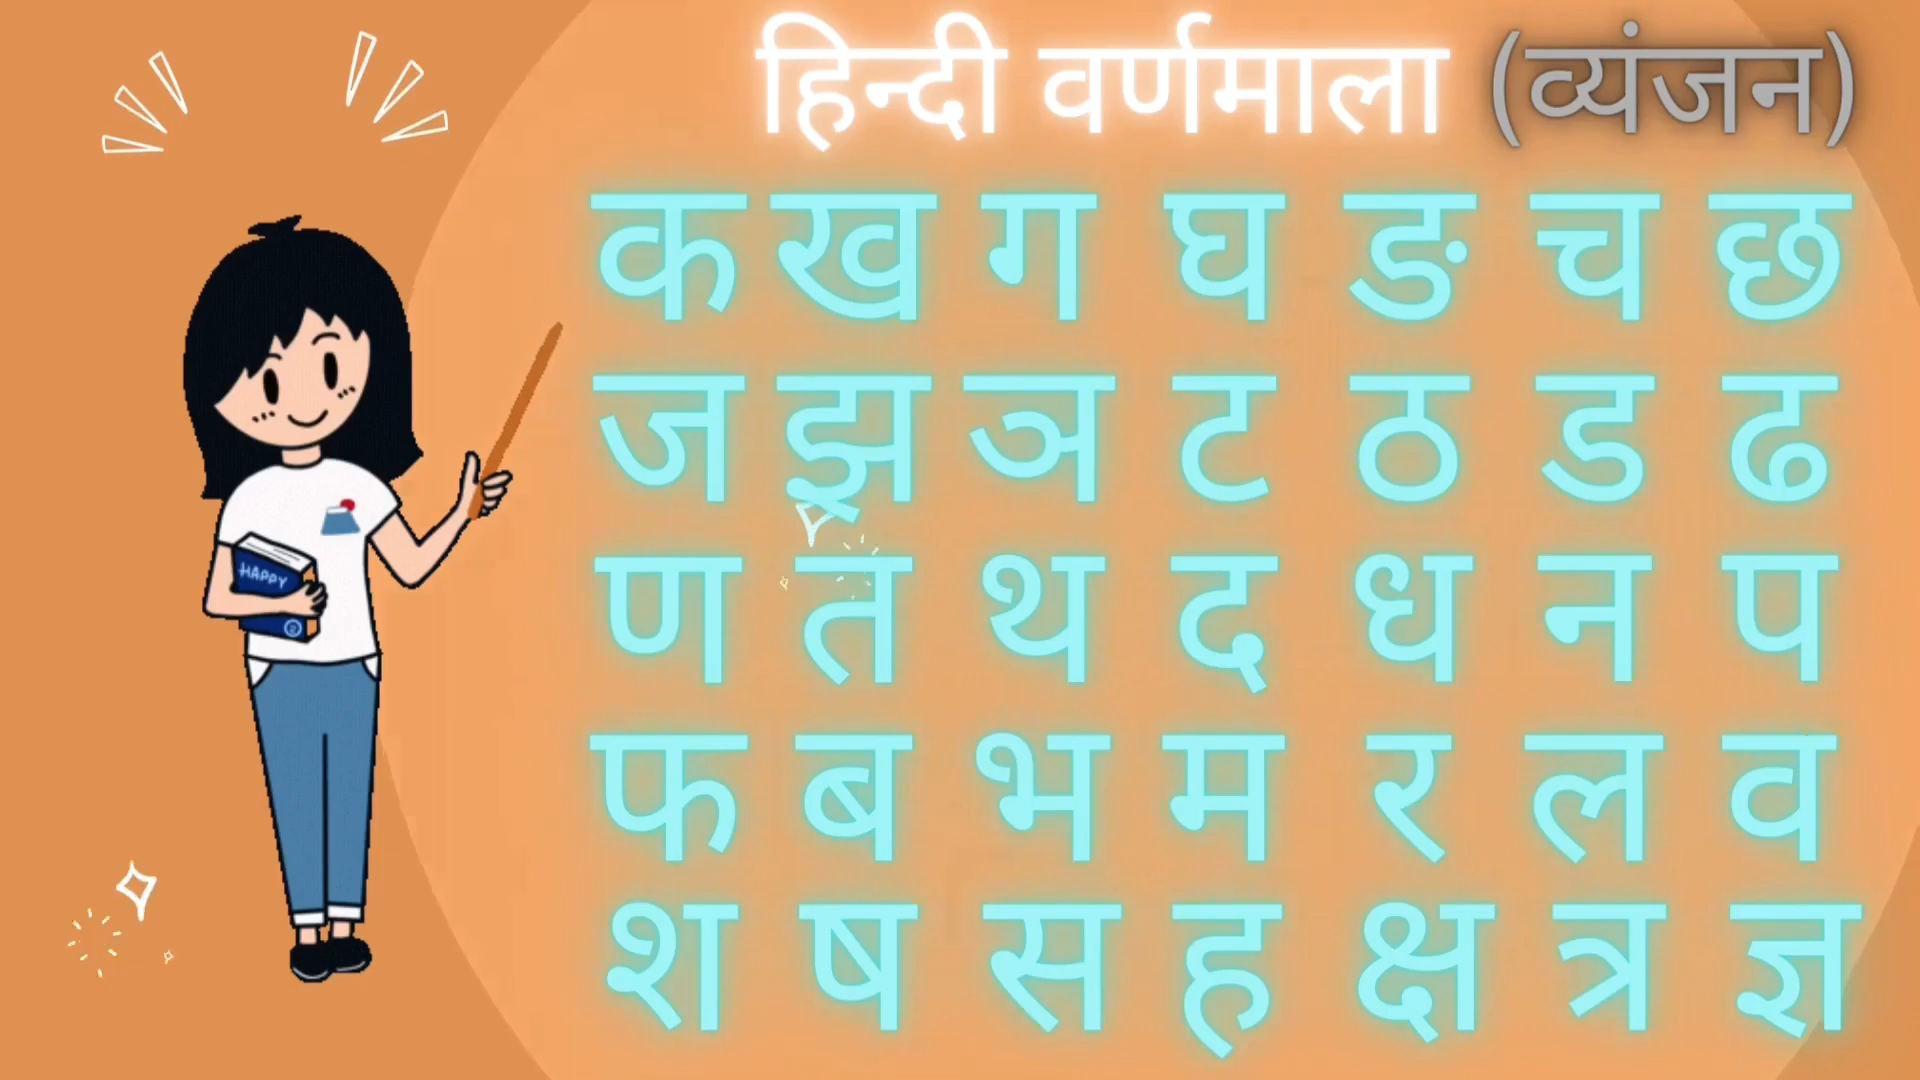 हिन्दी वर्णमाला (व्यंजन)
क ख ग घ ङ च छ
ज झ ञ ट ठ ड ढ
ण त थ द ध न प
फ ब भ म र ल व
श ष स ह क्ष त्र ज्ञ
HAPPY